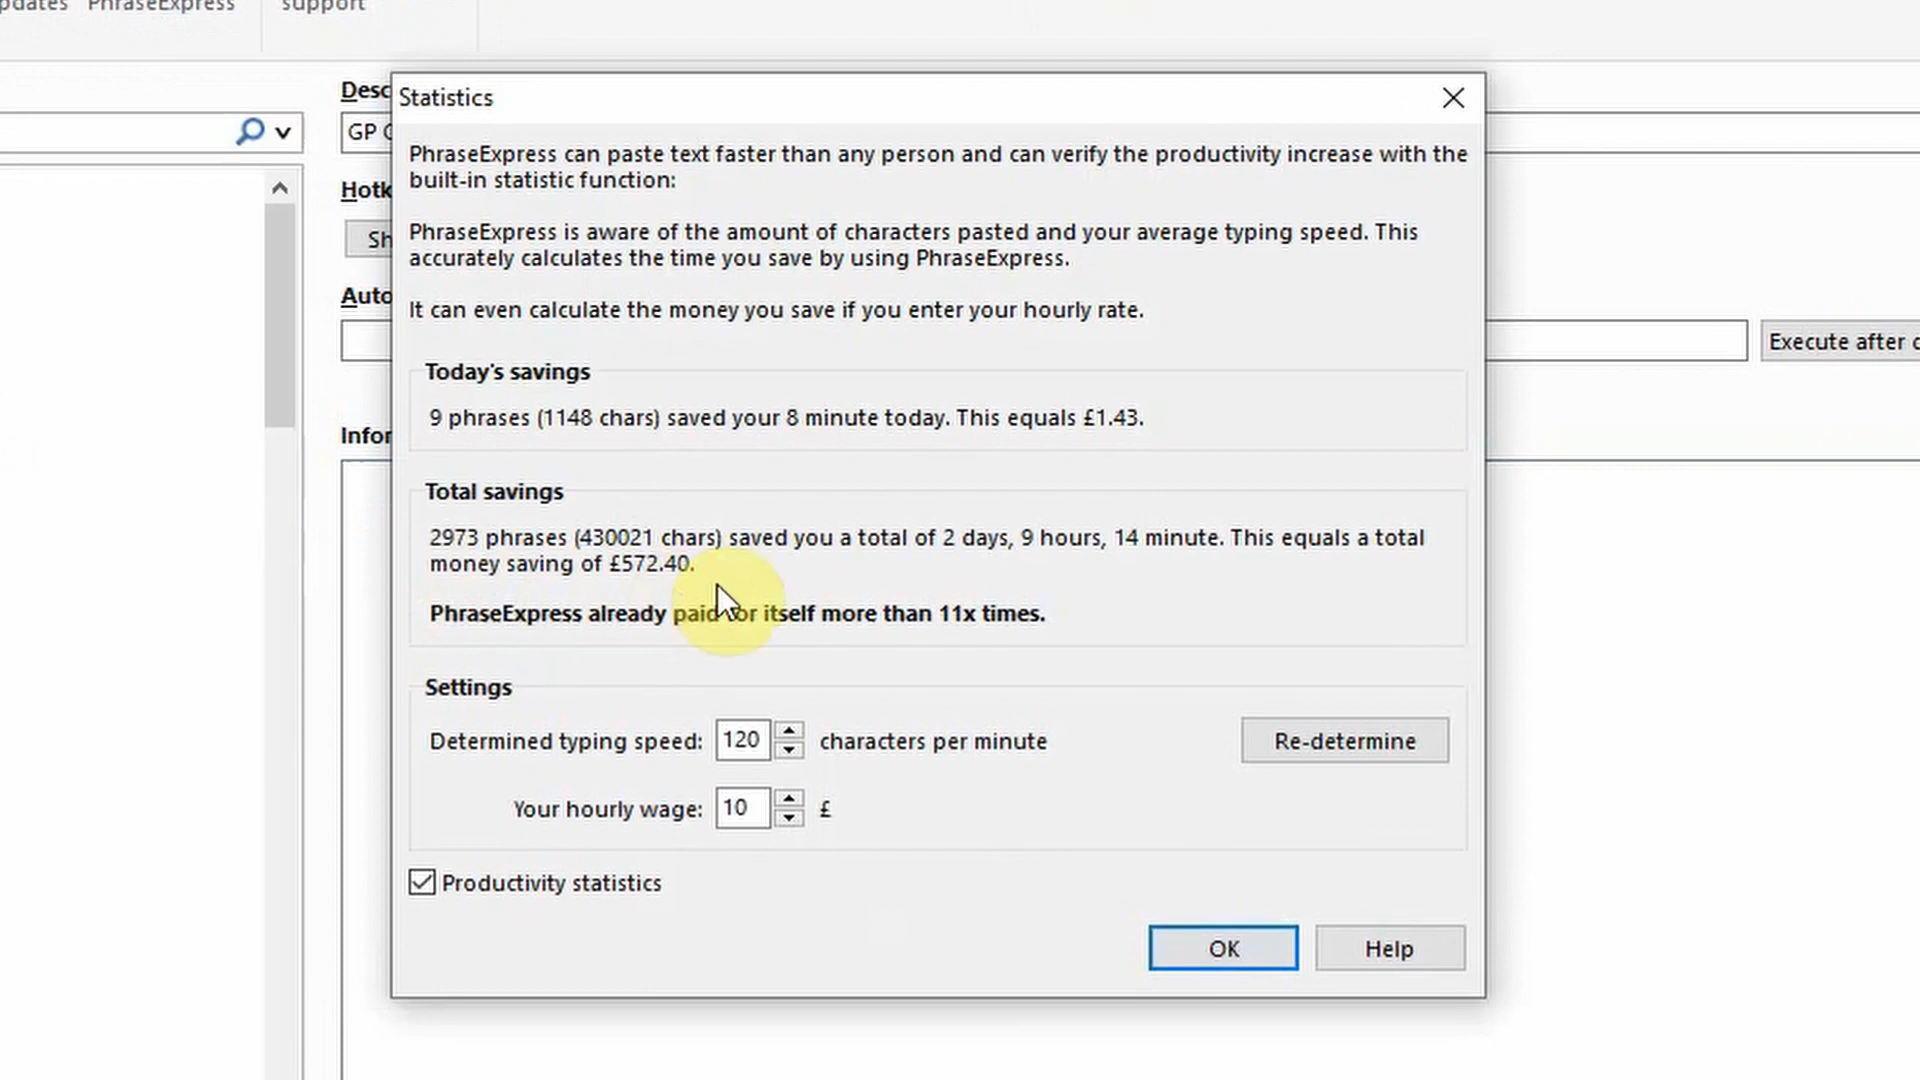 PhraseExpress
support
Desc
Statistics
GP
PhraseExpress can paste text faster than any person and can verify the productivity increase with the
built-in statistic function:
Hotk
Sh
PhraseExpress is aware of the amount of characters pasted and your average typing speed. This
accurately calculates the time you save by using PhraseExpress.
Auto
It can even calculate the money you save if you enter your hourly rate.
Execute after
Today's savings
9 phrases (1148 chars) saved your 8 minute today. This equals £1.43.
Infor
Total savings
2973 phrases (430021 chars) saved you a total of 2 days, 9 hours, 14 minute. This equals a total
money saving of £572.40.
PhraseExpress already paid for itself more than 11x times.
Settings
Determined typing speed: 120 characters per minute Re-determine
Your hourly wage: 10 £
Productivity statistics
OK Help